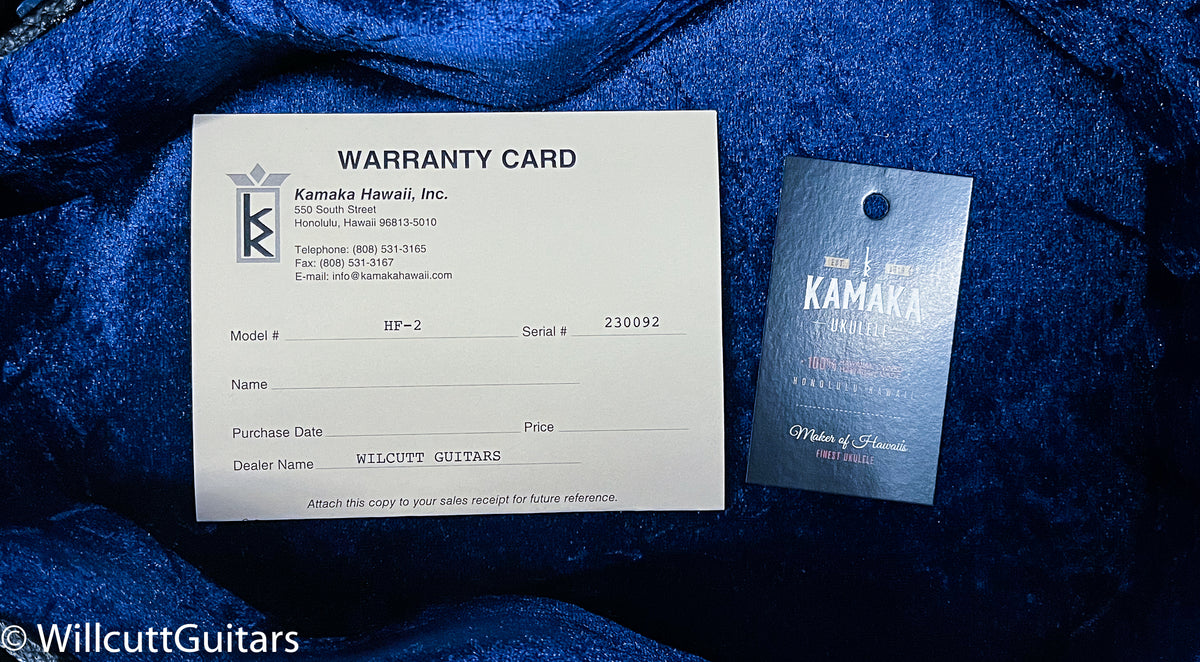 WARRANTY CARD
Kamaka Hawaii, Inc.
550 South Street
Honolulu, Hawaii 96813-5010
Telephone: (808) 531-3165
Fax: (808) 531-3167
E-mail: info@kamakahawaii.com
Model # HF-2 Serial # 230092
Name
Purchase Date Price
Dealer Name WILCUTT GUITARS
Attach this copy to your sales receipt for future reference.
EST.
KAMAKA
UKULELE
100%
HONOLULU HAWAII
Maker of Hawaii's
FINEST UKULELE
© WillcuttGuitars